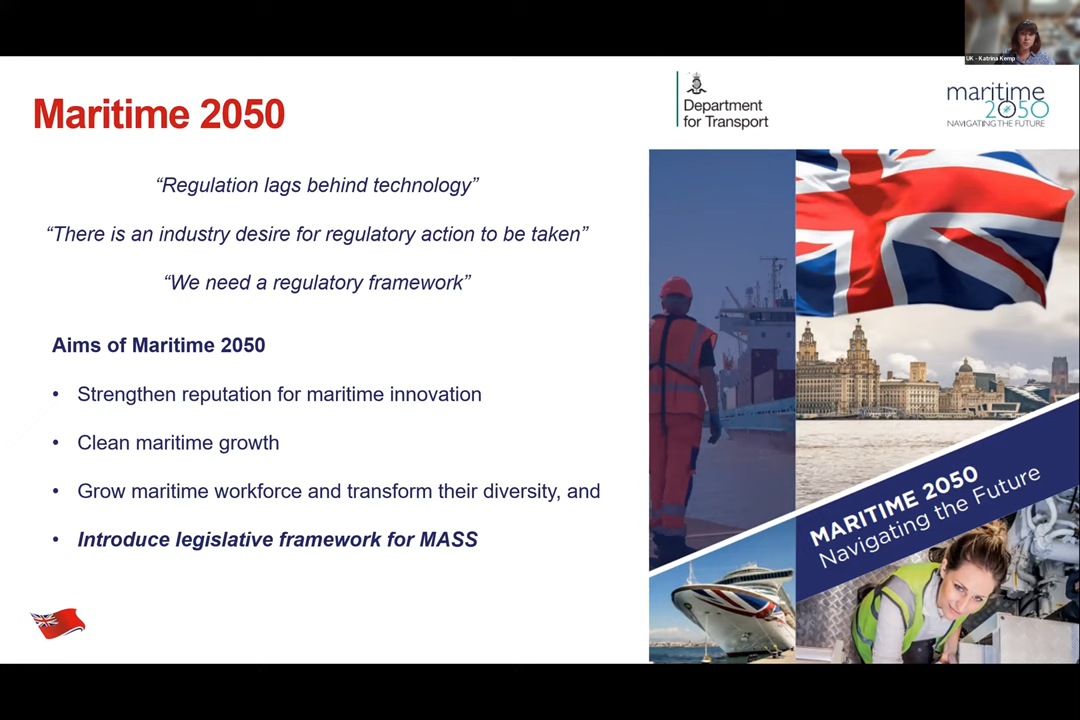 UK - Katrina Kemp
Maritime 2050
Department
for Transport
maritime
2050
NAVIGATING THE FUTURE
“Regulation lags behind technology”
“There is an industry desire for regulatory action to be taken”
“We need a regulatory framework”
Aims of Maritime 2050
• Strengthen reputation for maritime innovation
• Clean maritime growth
• Grow maritime workforce and transform their diversity, and
• Introduce legislative framework for MASS
MARITIME 2050
Navigating the Future